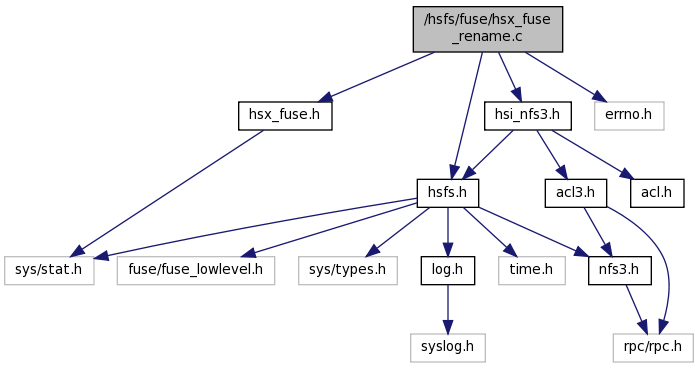 /hsfs/fuse/hsx_fuse
_rename.c
hsx_fuse.h
hsi_nfs3.h
errno.h
hsfs.h
acl3.h
acl.h
sys/stat.h
fuse/fuse_lowlevel.h
sys/types.h
log.h
time.h
nfs3.h
syslog.h
rpc/rpc.h